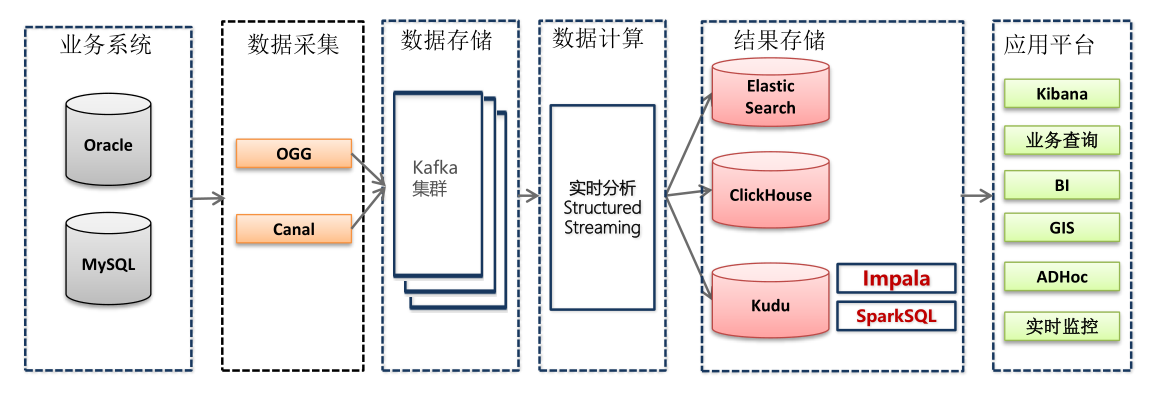 业务系统
Oracle
MySQL
数据采集
OGG
Canal
数据存储
Kafka
集群
数据计算
实时分析
Structured
Streaming
结果存储
Elastic
Search
ClickHouse
Kudu
Impala
SparkSQL
应用平台
Kibana
业务查询
BI
GIS
ADHoc
实时监控